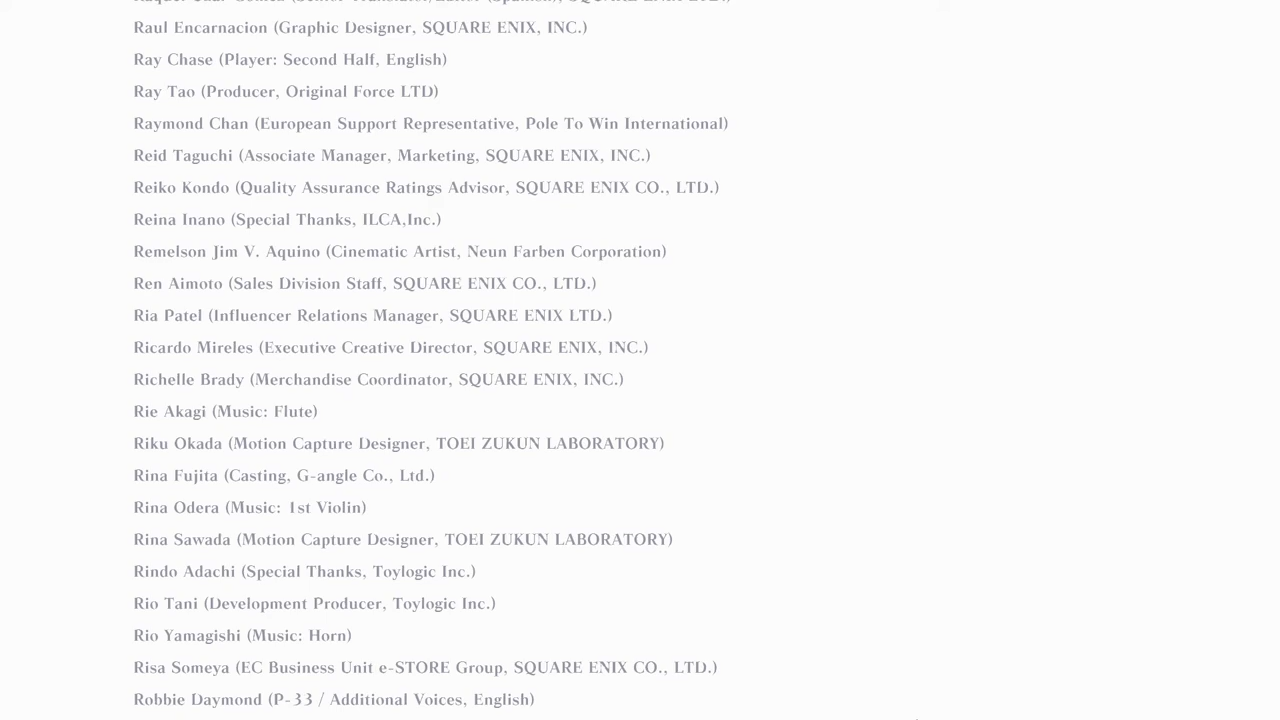 Raul Encarnacion (Graphic Designer, SQUARE ENIX, INC.)
Ray Chase (Player: Second Half, English)
Ray Tao (Producer, Original Force LTD)
Raymond Chan (European Support Representative, Pole To Win International)
Reid Taguchi (Associate Manager, Marketing, SQUARE ENIX, INC.)
Reiko Kondo (Quality Assurance Ratings Advisor, SQUARE ENIX CO., LTD.)
Reina Inano (Special Thanks, ILCA,Inc.)
Remelson Jim V. Aquino (Cinematic Artist, Neun Farben Corporation)
Ren Aimoto (Sales Division Staff, SQUARE ENIX CO., LTD.)
Ria Patel (Influencer Relations Manager, SQUARE ENIX LTD.)
Ricardo Mireles (Executive Creative Director, SQUARE ENIX, INC.)
Richelle Brady (Merchandise Coordinator, SQUARE ENIX, INC.)
Rie Akagi (Music: Flute)
Riku Okada (Motion Capture Designer, TOEI ZUKUN LABORATORY)
Rina Fujita (Casting, G-angle Co., Ltd.)
Rina Odera (Music: 1st Violin)
Rina Sawada (Motion Capture Designer, TOEI ZUKUN LABORATORY)
Rindo Adachi (Special Thanks, Toylogic Inc.)
Rio Tani (Development Producer, Toylogic Inc.)
Rio Yamagishi (Music: Horn)
Risa Someya (EC Business Unit e-STORE Group, SQUARE ENIX CO., LTD.)
Robbie Daymond (P-33 / Additional Voices, English)